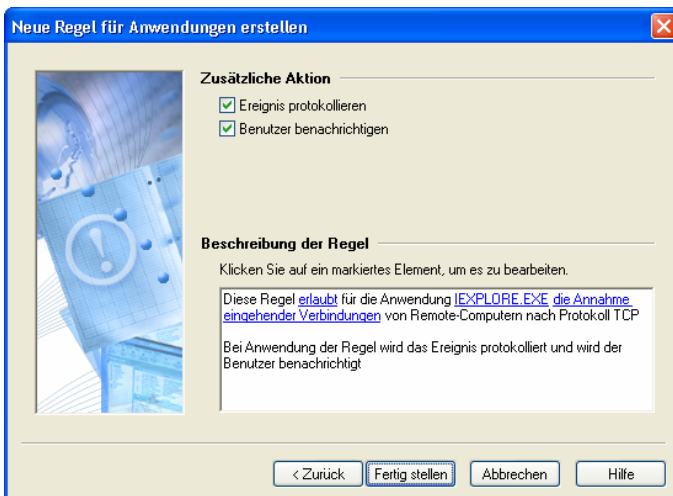 Neue Regel für Anwendungen erstellen
Zusätzliche Aktion
Ereignis protokollieren
Benutzer benachrichtigen
Beschreibung der Regel
Klicken Sie auf ein markiertes Element, um es zu bearbeiten.
Diese Regel erlaubt für die Anwendung IEXPLORE.EXE die Annahme
eingehender Verbindungen von Remote-Computern nach Protokoll TCP
Bei Anwendung der Regel wird das Ereignis protokolliert und wird der
Benutzer benachrichtigt
< Zurück Fertig stellen Abbrechen Hilfe